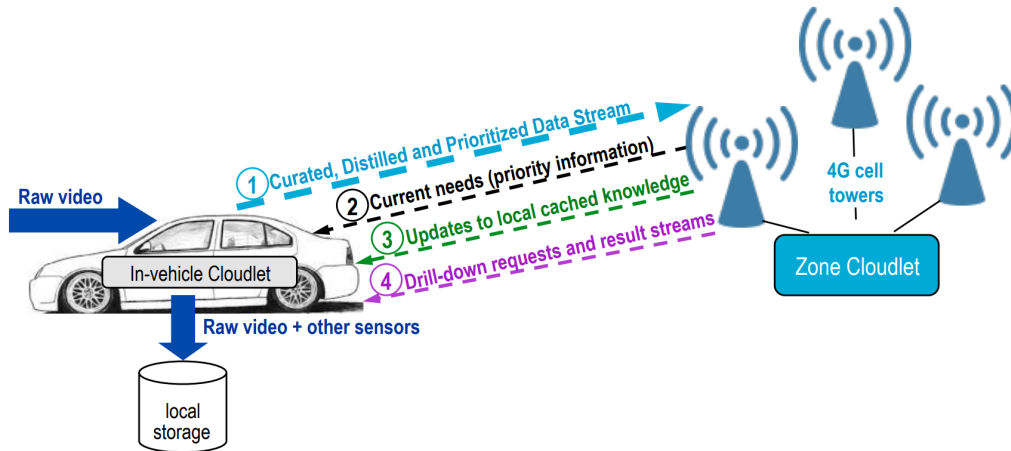 Raw video
1 Curated, Distilled and Prioritized Data Stream
2 Current needs (priority information)
3 Updates to local cached knowledge
4 Drill-down requests and result streams
4G cell
towers
Zone Cloudlet
In-vehicle Cloudlet
Raw video + other sensors
local
storage